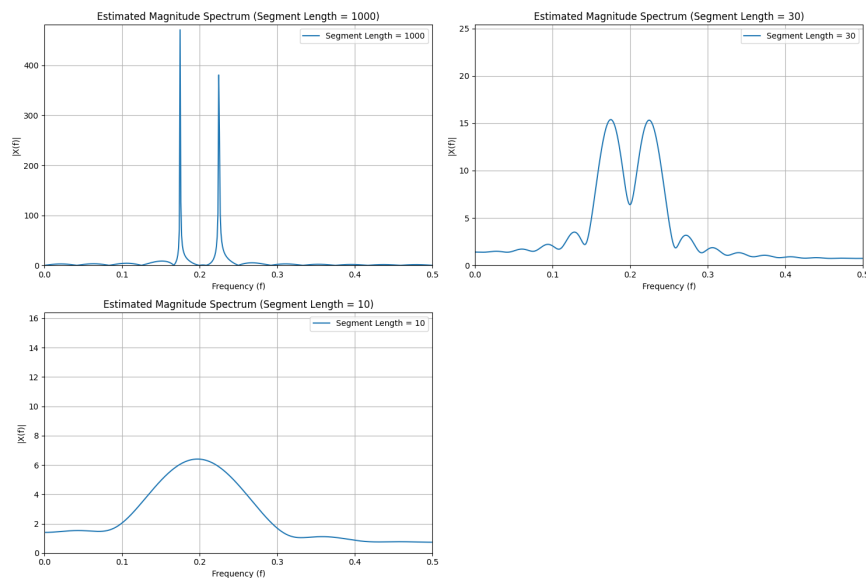 Estimated Magnitude Spectrum (Segment Length = 1000)
Segment Length = 1000
|X(f)|
400
300
200
100
0
0.0 0.1 0.2 0.3 0.4 0.5
Frequency (f)
Estimated Magnitude Spectrum (Segment Length = 30)
Segment Length = 30
|X(f)|
25
20
15
10
5
0
0.0 0.1 0.2 0.3 0.4 0.5
Frequency (f)
Estimated Magnitude Spectrum (Segment Length = 10)
Segment Length = 10
|X(f)|
16
14
12
10
8
6
4
2
0
0.0 0.1 0.2 0.3 0.4 0.5
Frequency (f)